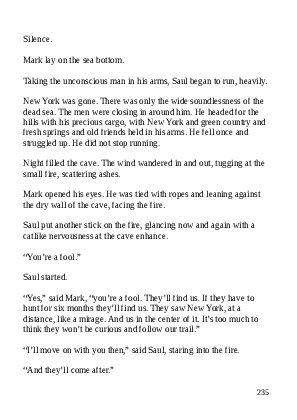 Silence.
Mark lay on the sea bottom.
Taking the unconscious man in his arms, Saul began to run, heavily.
New York was gone. There was only the wide soundlessness of the
dead sea. The men were closing in around him. He headed for the
hills with his precious cargo, with New York and green country and
fresh springs and old friends held in his arms. He fell once and
struggled up. He did not stop running.
Night filled the cave. The wind wandered in and out, tugging at the
small fire, scattering ashes.
Mark opened his eyes. He was tied with ropes and leaning against
the dry wall of the cave, facing the fire.
Saul put another stick on the fire, glancing now and again with a
catlike nervousness at the cave enhance.
“You’re a fool.”
Saul started.
“Yes,” said Mark, “you’re a fool. They’ll find us. If they have to
hunt for six months they’ll find us. They saw New York, at a
distance, like a mirage. And us in the center of it. It’s too much to
think they won’t be curious and follow our trail.”
“I’ll move on with you then,” said Saul, staring into the fire.
“And they’ll come after.”
235